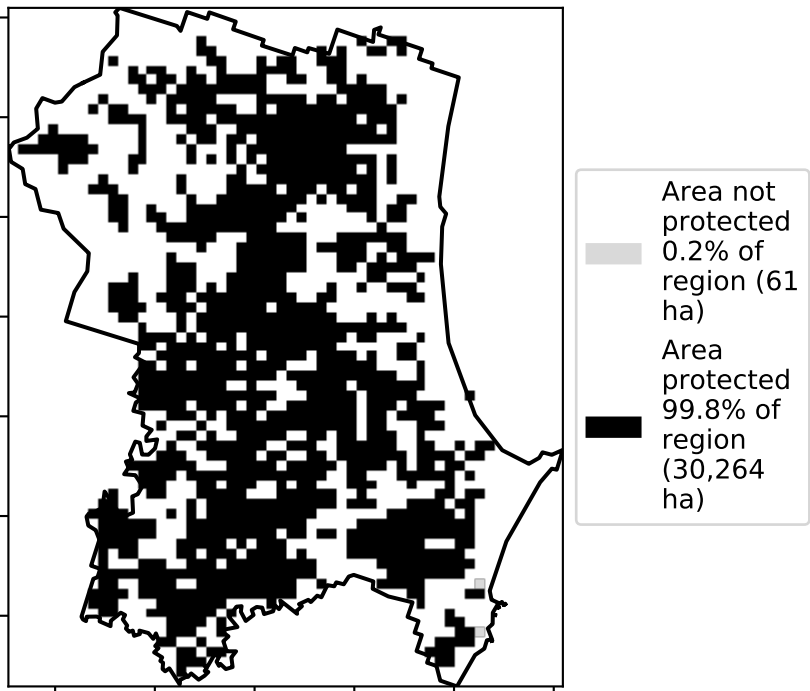 Area not
protected
0.2% of
region (61
ha)
Area
protected
99.8% of
region
(30,264
ha)